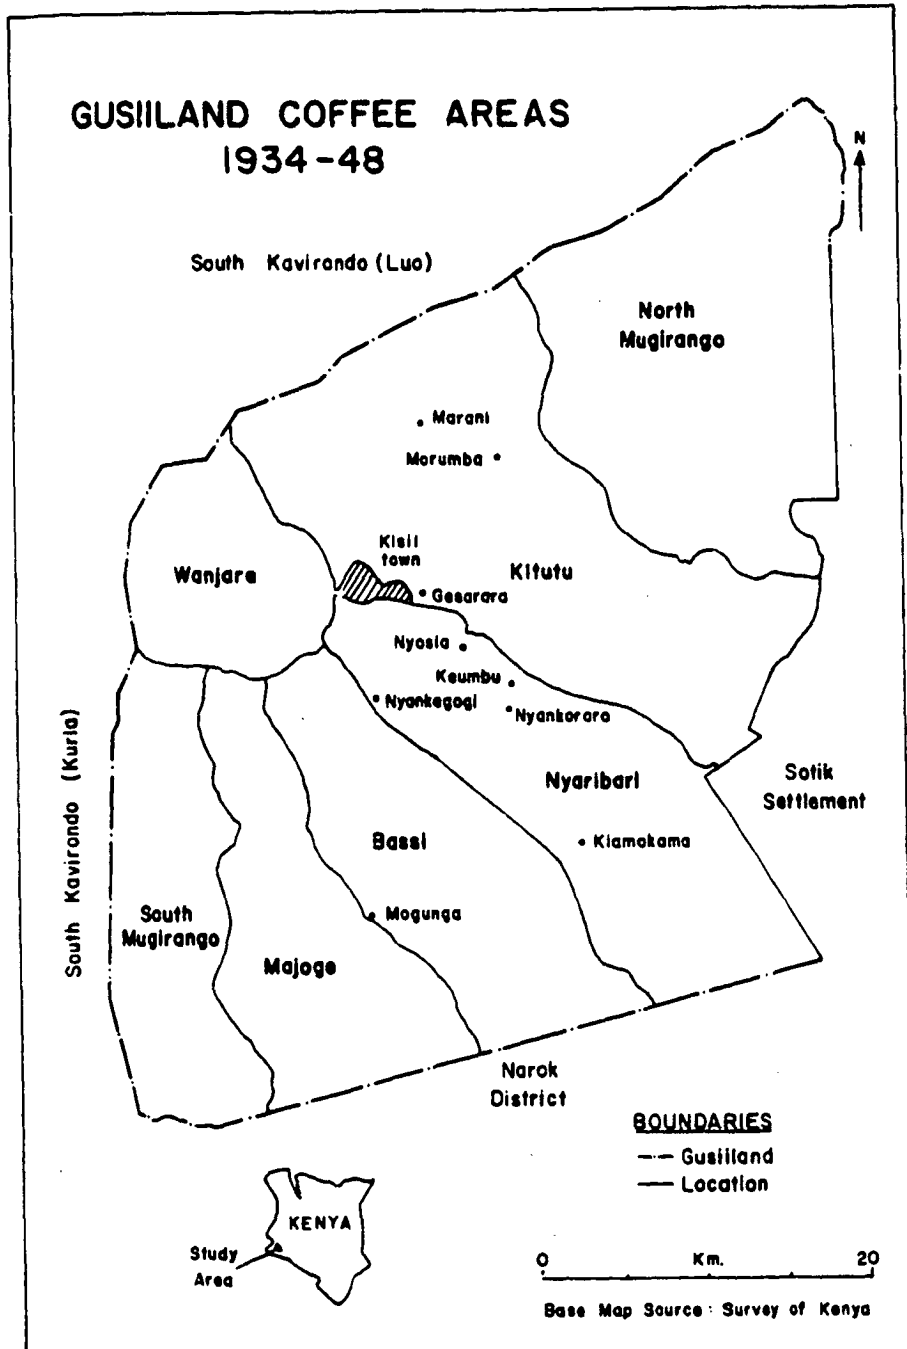 GUSIILAND COFFEE AREAS
1934-48
N
South Kavirondo (Luo)
North
Mugirango
Marani
Morumba
Kisii
town
Wanjare
Kitutu
Gesarara
Nyosia
Keumbu
Nyankegogi
Nyankorara
South Kavirondo (Kuria)
Nyaribari
Sotik
Settlement
Bassi
Kiamokama
South
Mugirango
Mogunga
Majoge
Narok
District
BOUNDARIES
Gusiiland
Location
KENYA
Study
Area
0 Km. 20
Base Map Source: Survey of Kenya